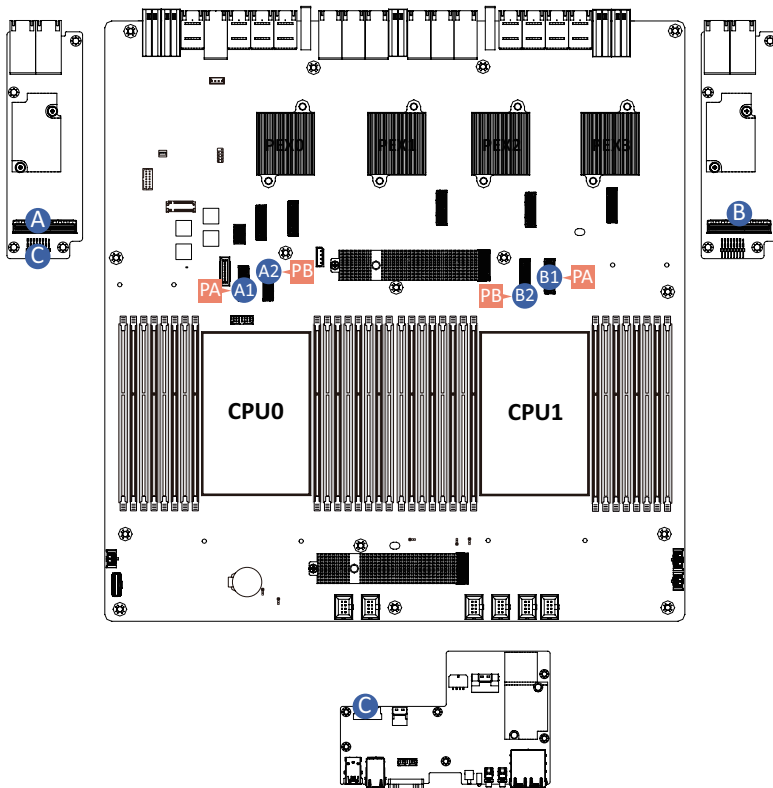 PEX0 PEX1 PEX2 PEX3
A
B
C
A2 PB
PA A1
B1 PA
PB B2
CPU0 CPU1
C